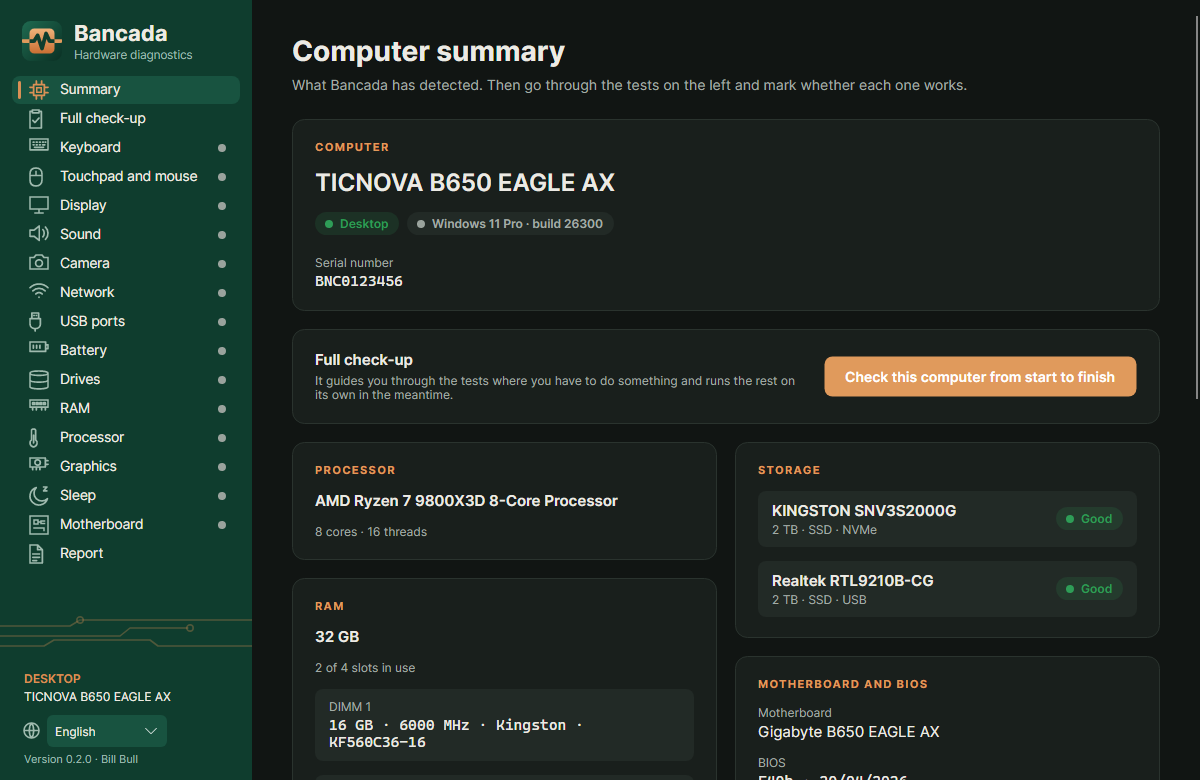 Bancada
Hardware diagnostics
Summary
Full check-up
Keyboard
Touchpad and mouse
Display
Sound
Camera
Network
USB ports
Battery
Drives
RAM
Processor
Graphics
Sleep
Motherboard
Report
DESKTOP
TICNOVA B650 EAGLE AX
English
Version 0.2.0 · Bill Bull
Computer summary
What Bancada has detected. Then go through the tests on the left and mark whether each one works.
COMPUTER
TICNOVA B650 EAGLE AX
Desktop
Windows 11 Pro · build 26300
Serial number
BNC0123456
Full check-up
It guides you through the tests where you have to do something and runs the rest on
its own in the meantime.
Check this computer from start to finish
PROCESSOR
AMD Ryzen 7 9800X3D 8-Core Processor
8 cores · 16 threads
RAM
32 GB
2 of 4 slots in use
DIMM 1
16 GB · 6000 MHz · Kingston ·
KF560C36-16
STORAGE
KINGSTON SNV3S2000G
2 TB · SSD · NVMe
Good
Realtek RTL9210B-CG
2 TB · SSD · USB
Good
MOTHERBOARD AND BIOS
Motherboard
Gigabyte B650 EAGLE AX
BIOS